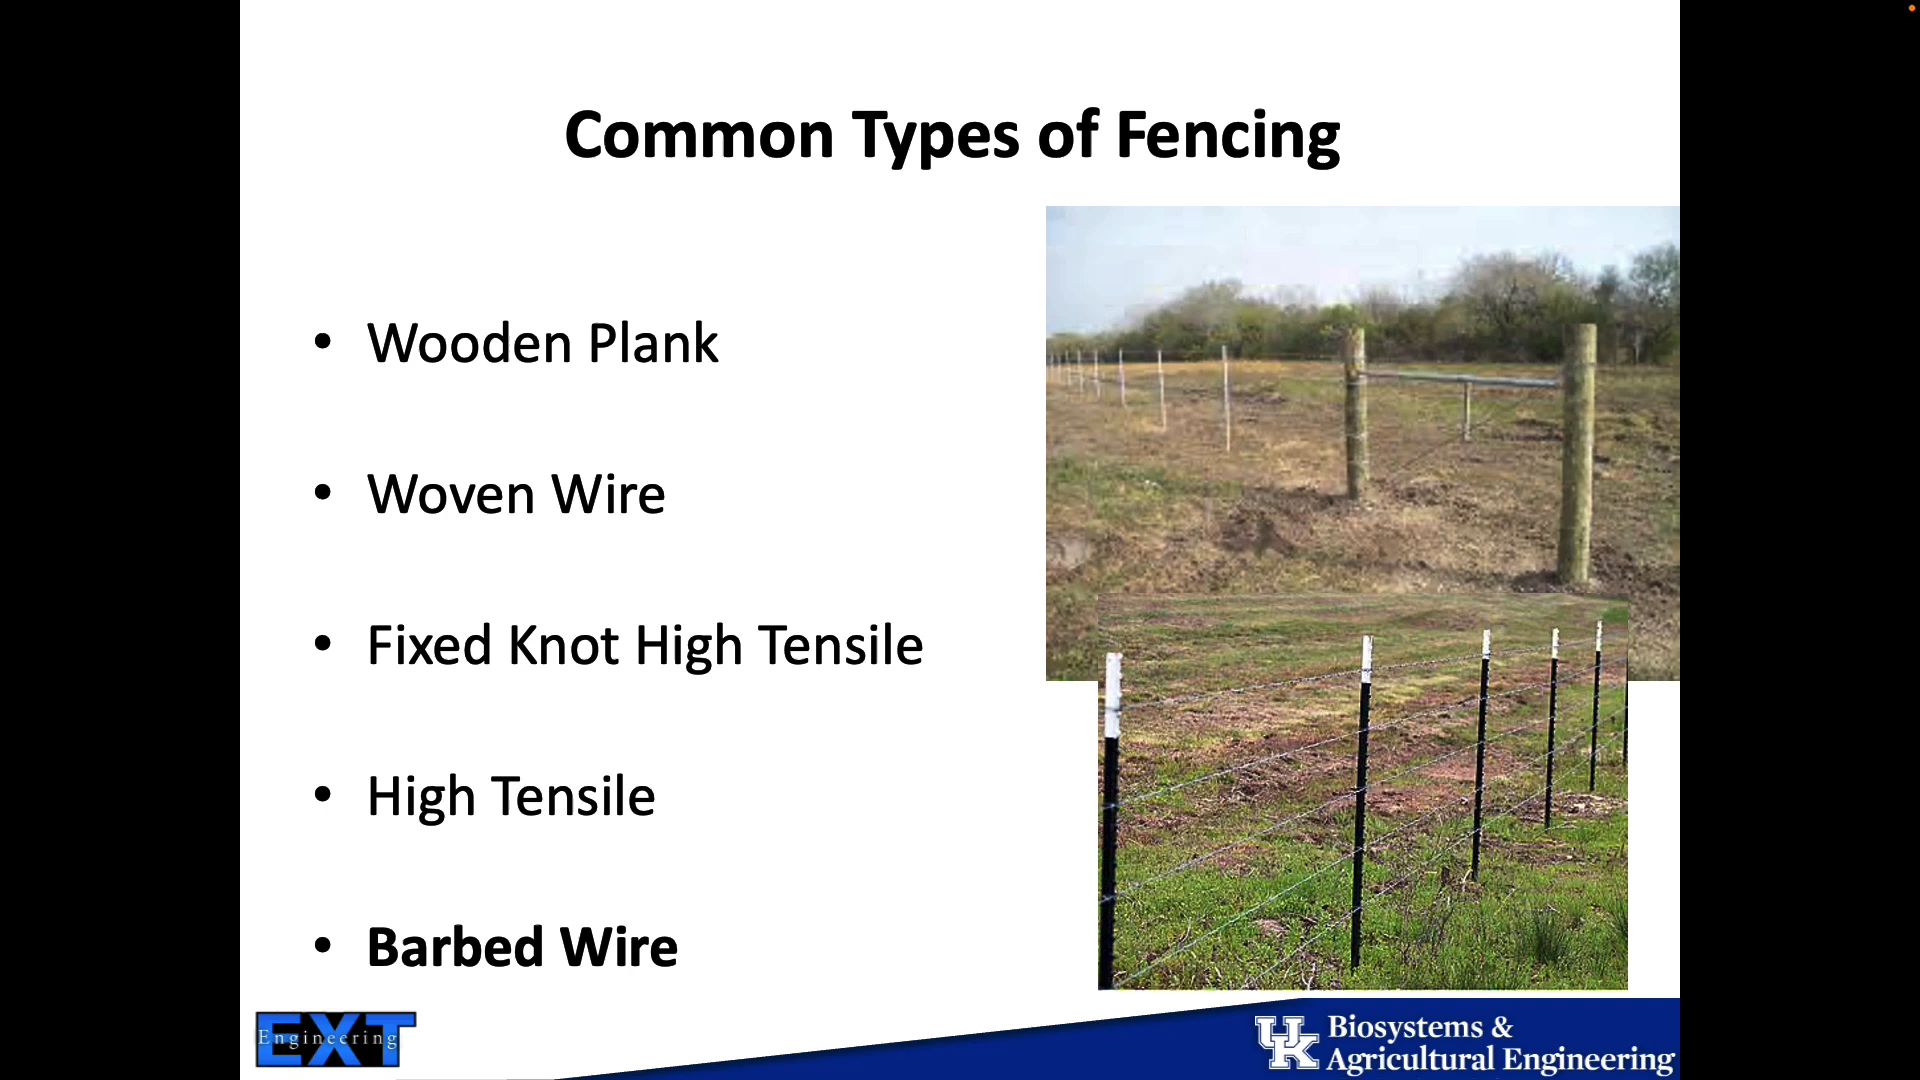 Common Types of Fencing
• Wooden Plank
• Woven Wire
• Fixed Knot High Tensile
• High Tensile
• Barbed Wire
EXT
Engineering
UK
Biosystems &
Agricultural Engineering